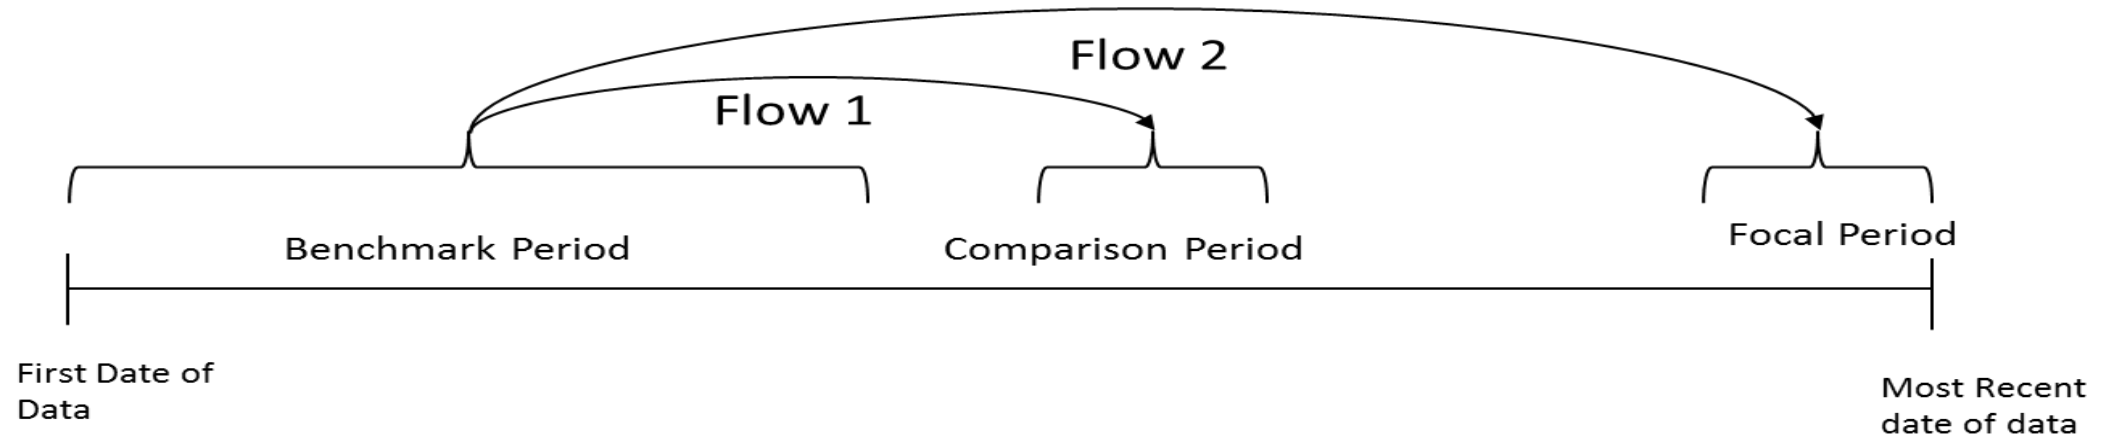 Flow 2
Flow 1
Benchmark Period
Comparison Period
Focal Period
First Date of
Data
Most Recent
date of data